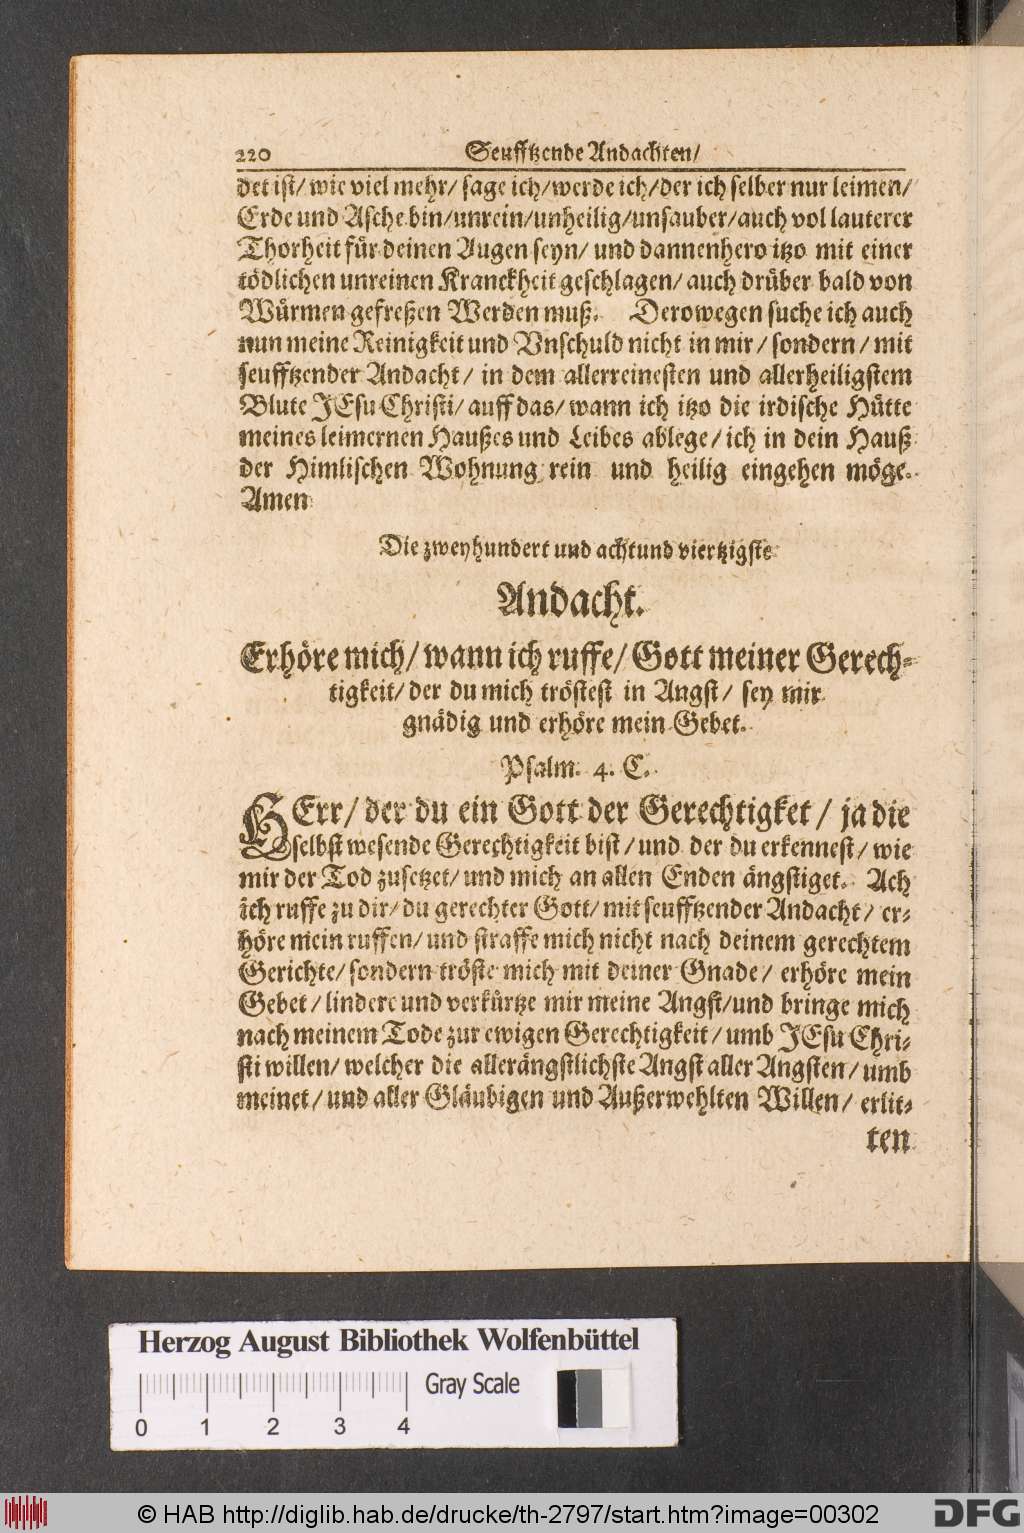 220 Seufftzende Andachten/
det ist/ wie viel mehr/ sage ich/ werde ich/ der ich selber nur leimen/
Erde und Asche bin/ unrein/ unheilig/ unsauber/ auch vol lauterer
Thorheit für deinen Augen seyn/ und dannenhero itzo mit einer
tödlichen unreinen Kranckheit geschlagen/ auch drüber bald von
Würmen gefreßen Werden muß. Derowegen suche ich auch
nun meine Reinigkeit und Vnschuld nicht in mir/ sondern/ mit
seufftzender Andacht/ in dem allerreinesten und allerheiligstem
Blute JEsu Christi/ auff das/ wann ich itzo die irdische Hütte
meines leimernen Haußes und Leibes ablege/ ich in dein Hauß
der Himlischen Wohnung rein und heilig eingehen möge.
Amen
Die zweyhundert und achtund viertzigste
Andacht.
Erhöre mich/ wann ich ruffe/ Gott meiner Gerech-
tigkeit/ der du mich tröstest in Angst/ sey mir
gnädig und erhöre mein Gebet.
Psalm. 4. C.
HErr/ der du ein Gott der Gerechtigket/ ja die
selbst wesende Gerechtigkeit bist/ und der du erkennest/ wie
mir der Tod zusetzet/ und mich an allen Enden ängstiget. Ach
ich ruffe zu dir/ du gerechter Gott/ mit seufftzender Andacht/ er-
höre mein ruffen/ und straffe mich nicht nach deinem gerechtem
Gerichte/ sondern tröste mich mit deiner Gnade/ erhöre mein
Gebet/ lindere und verkürtze mir meine Angst/ und bringe mich
nach meinem Tode zur ewigen Gerechtigkeit/ umb JEsu Chri-
sti willen/ welcher die allerängstlichste Angst aller Angsten/ umb
meinet/ und aller Gläubigen und Außerwehlten Willen/ erlit-
ten
Herzog August Bibliothek Wolfenbüttel
Gray Scale
0 1 2 3 4
© HAB http://diglib.hab.de/drucke/th-2797/start.htm?image=00302
DFG